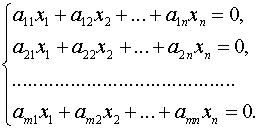 a₁₁x₁ + a₁₂x₂ + ... + a₁ₙxₙ = 0,
a₂₁x₁ + a₂₂x₂ + ... + a₂ₙxₙ = 0,
.......................................
aₘ₁x₁ + aₘ₂x₂ + ... + aₘₙxₙ = 0.